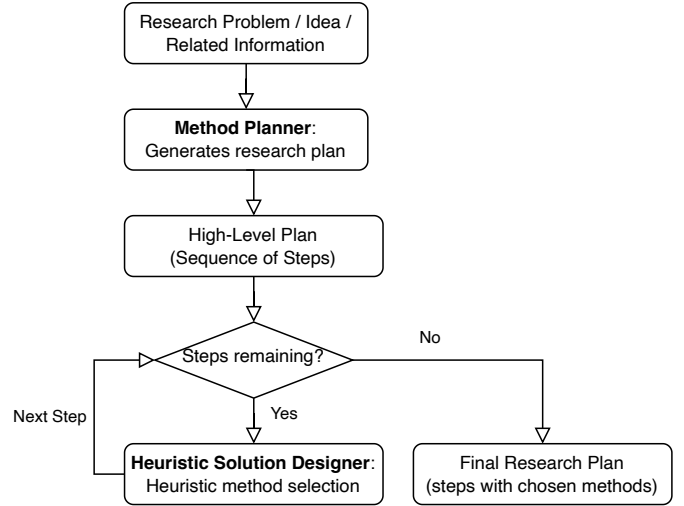 Research Problem / Idea /
Related Information
Method Planner:
Generates research plan
High-Level Plan
(Sequence of Steps)
Steps remaining?
No
Yes
Next Step
Heuristic Solution Designer:
Heuristic method selection
Final Research Plan
(steps with chosen methods)